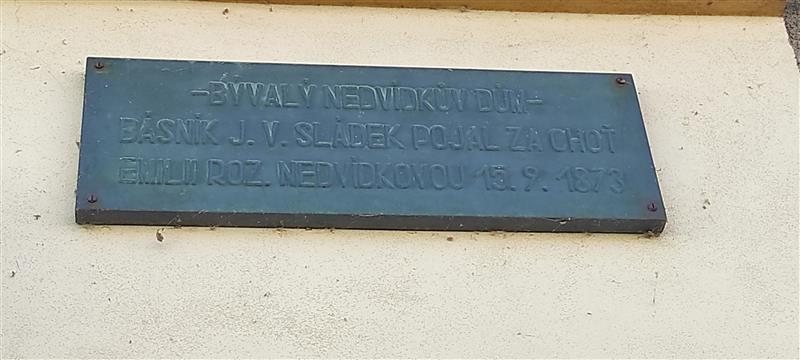 -BÝVALÝ NEDVÍDKŮV DŮM-
BÁSNÍK J. V. SLÁDEK POJAL ZA CHOŤ
EMILII ROZ. NEDVÍDKOVOU 15. 9. 1873